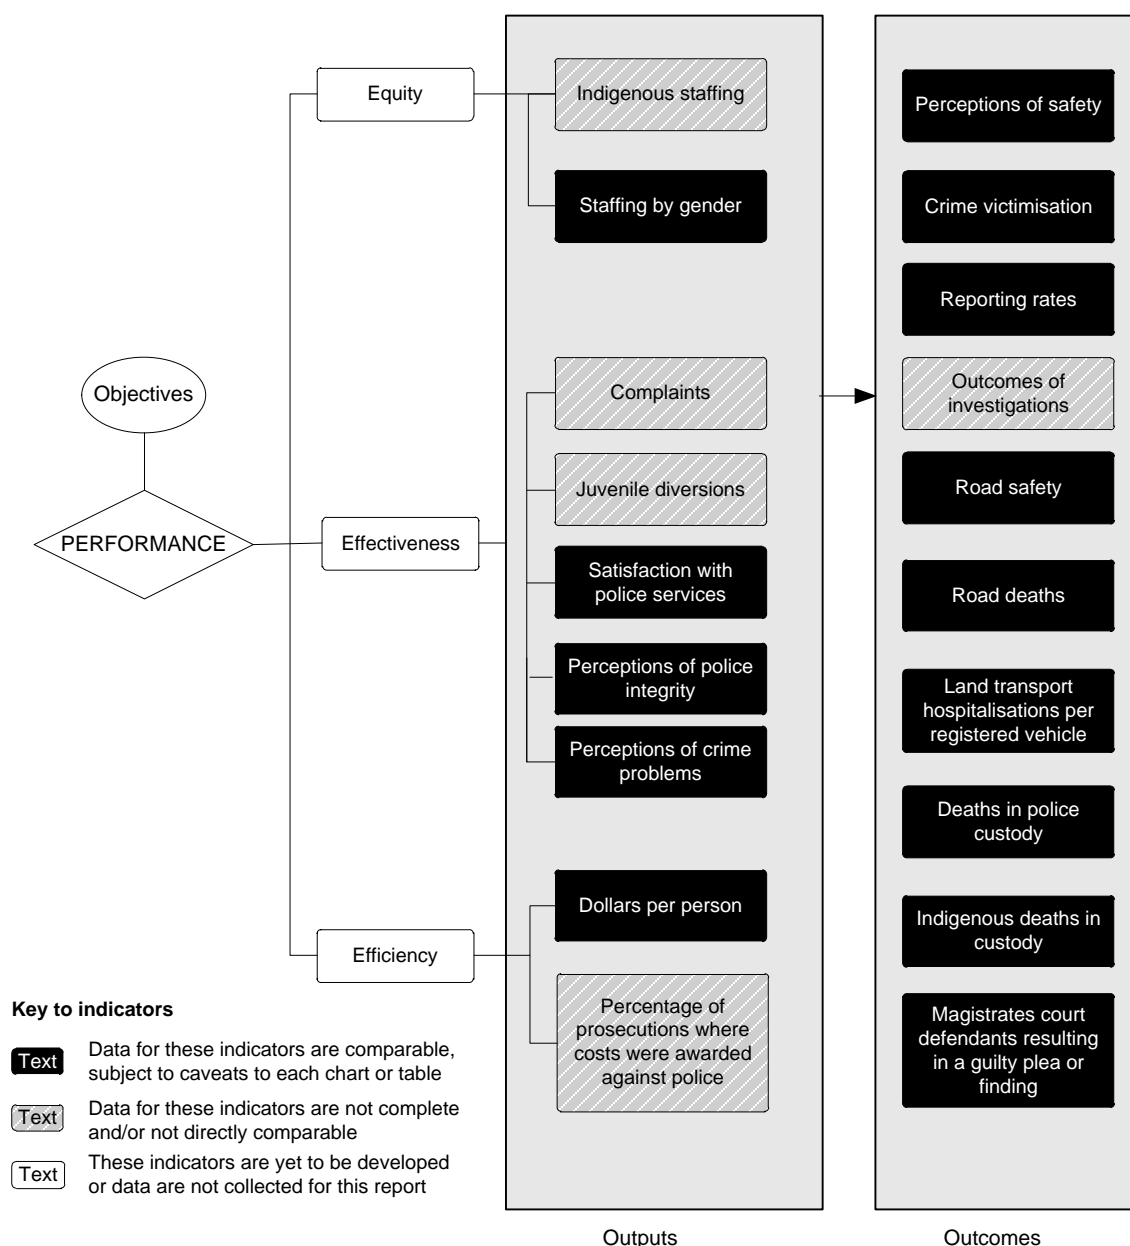 Equity
Indigenous staffing
Staffing by gender
Objectives
PERFORMANCE
Effectiveness
Complaints
Juvenile diversions
Satisfaction with
police services
Perceptions of police
integrity
Perceptions of crime
problems
Efficiency
Dollars per person
Percentage of
prosecutions where
costs were awarded
against police
Perceptions of safety
Crime victimisation
Reporting rates
Outcomes of
investigations
Road safety
Road deaths
Land transport
hospitalisations per
registered vehicle
Deaths in police
custody
Indigenous deaths in
custody
Magistrates court
defendants resulting
in a guilty plea or
finding
Key to indicators
Text
Data for these indicators are comparable,
subject to caveats to each chart or table
Text
Data for these indicators are not complete
and/or not directly comparable
Text
These indicators are yet to be developed
or data are not collected for this report
Outputs
Outcomes